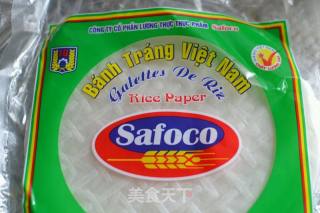 CÔNG TY CỔ PHẦN LƯƠNG THỰC THỰC PHẨM Safoco
Bánh Tráng Việt Nam
Galettes De Riz
Rice Paper
Safoco
美食天下